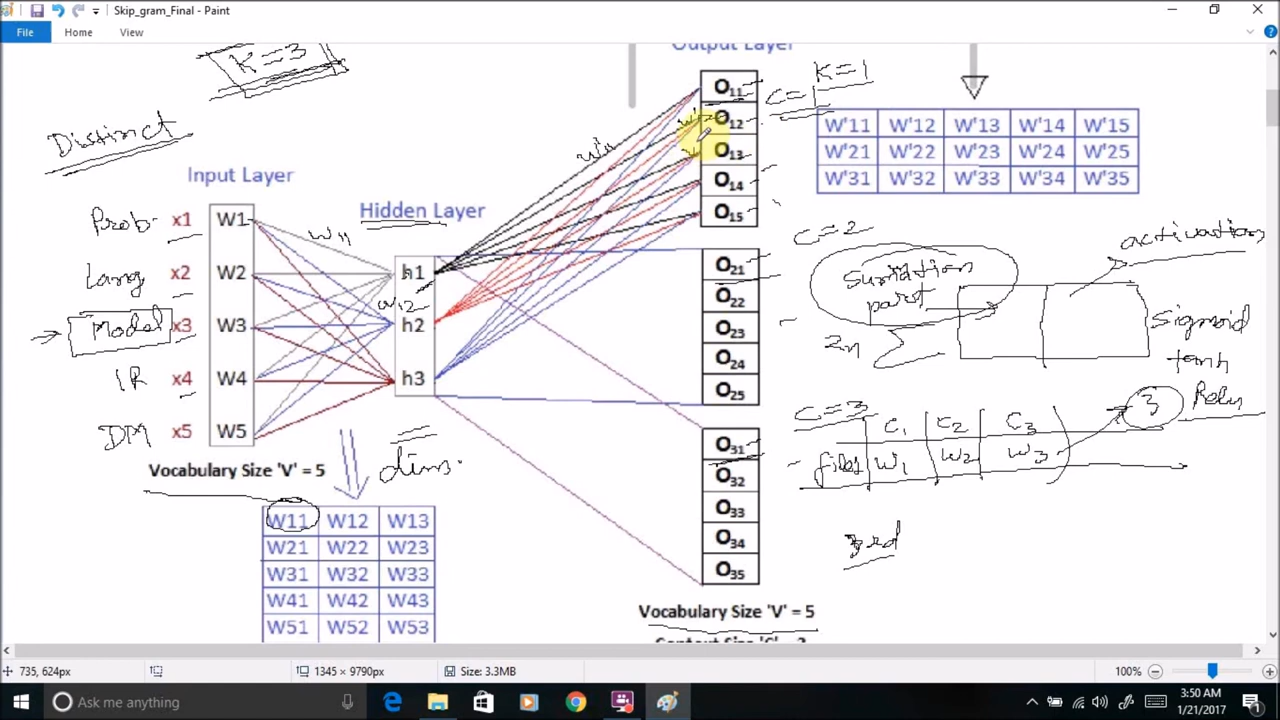 Skip_gram_Final - Paint
File Home View
K=3
Distinct
Input Layer
Prob x1 W1
Lang x2 W2
Model x3 W3
IR x4 W4
DM x5 W5
Vocabulary Size 'V' = 5
W11
W12
Hidden Layer
h1
h2
h3
dims.
W11 W12 W13
W21 W22 W23
W31 W32 W33
W41 W42 W43
W51 W52 W53
Output Layer
W'11
O11
O12
O13
O14
O15
C=1
K=1
O21
O22
O23
O24
O25
C=2
O31
O32
O33
O34
O35
C=3
Vocabulary Size 'V' = 5
W'11 W'12 W'13 W'14 W'15
W'21 W'22 W'23 W'24 W'25
W'31 W'32 W'33 W'34 W'35
activation
part
Sigmoid
tanh
Relu
C1 C2 C3
3
files W1 W2 W3
3rd
735, 624px 1345 × 9790px Size: 3.3MB 100%
Ask me anything
3:50 AM
1/21/2017